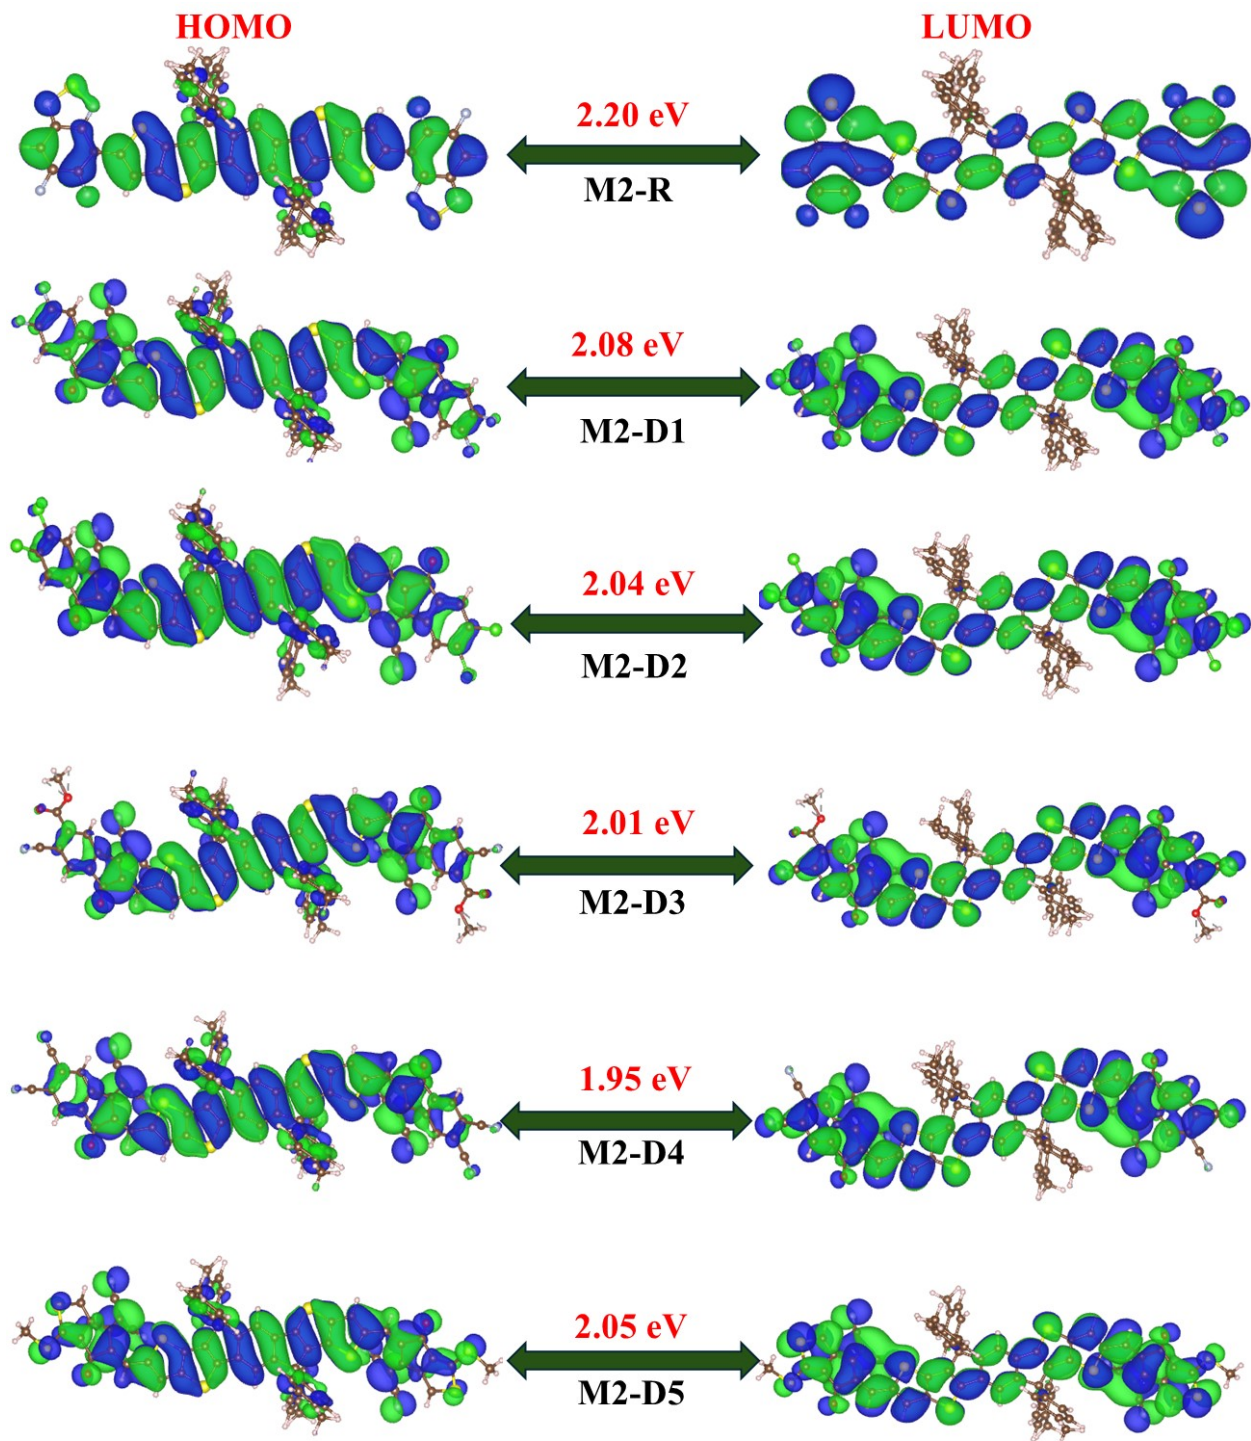 HOMO
LUMO
2.20 eV
M2-R
2.08 eV
M2-D1
2.04 eV
M2-D2
2.01 eV
M2-D3
1.95 eV
M2-D4
2.05 eV
M2-D5